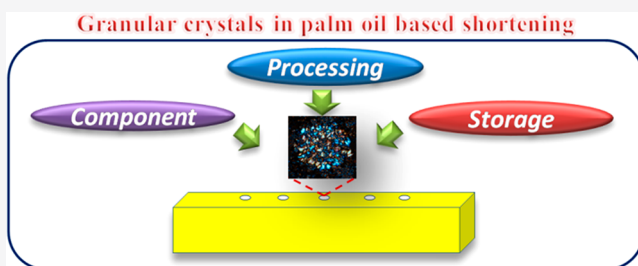 Granular crystals in palm oil based shortening
Processing
Component
Storage